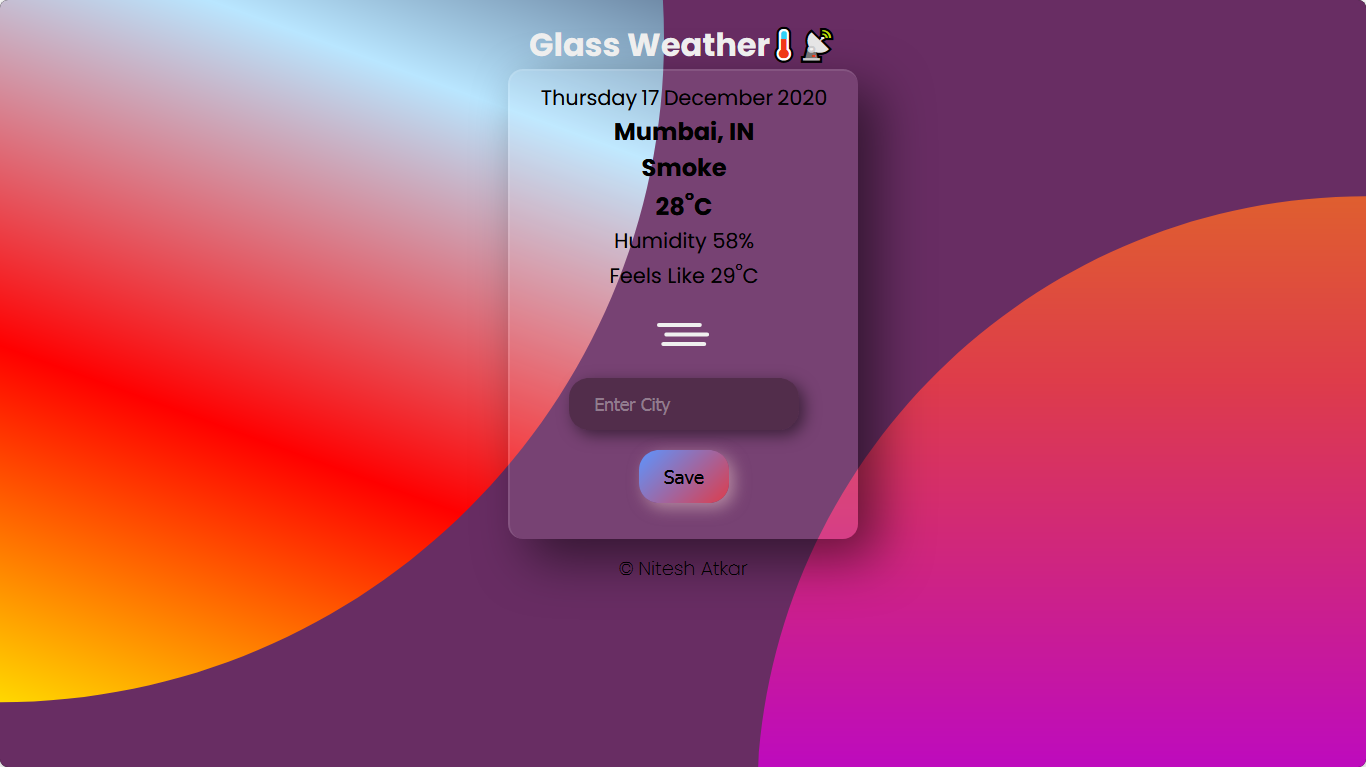 Glass Weather🌡️📡
Thursday 17 December 2020
Mumbai, IN
Smoke
28°C
Humidity 58%
Feels Like 29°C
Enter City
Save
© Nitesh Atkar